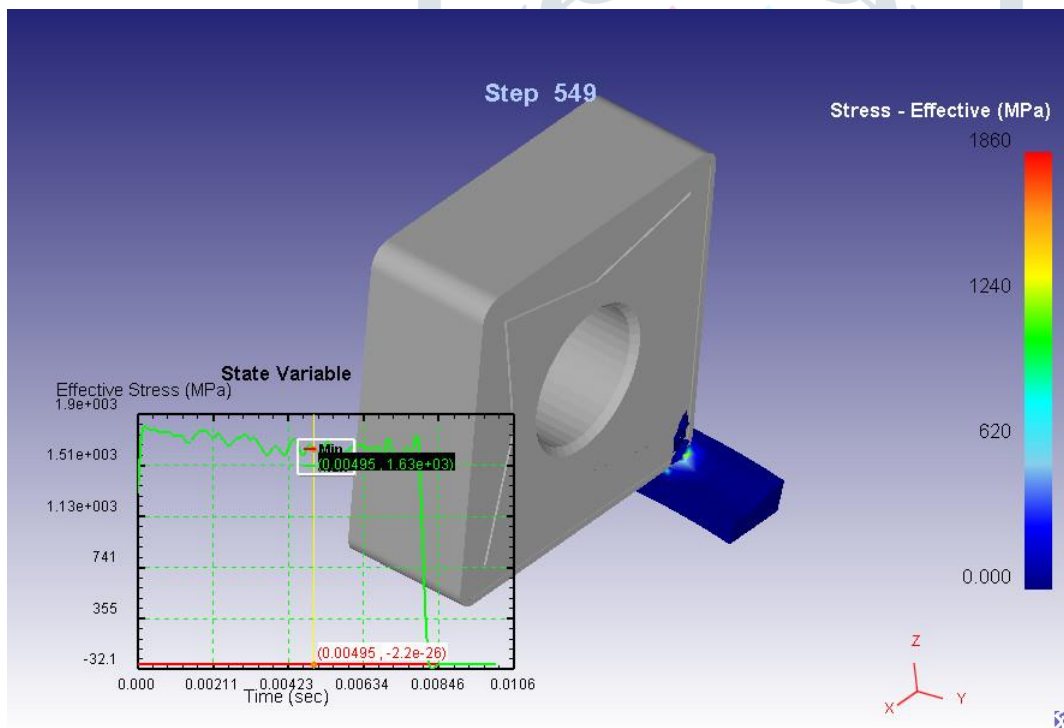 Step 549
Stress - Effective (MPa)
1860
1240
620
0.000
State Variable
Effective Stress (MPa)
1.9e+003
1.51e+003
1.13e+003
741
355
-32.1
Min
(0.00495 , 1.63e+03)
(0.00495 , -2.2e-26)
0.000 0.00211 0.00423 0.00634 0.00846 0.0106
Time (sec)
Z
X
Y